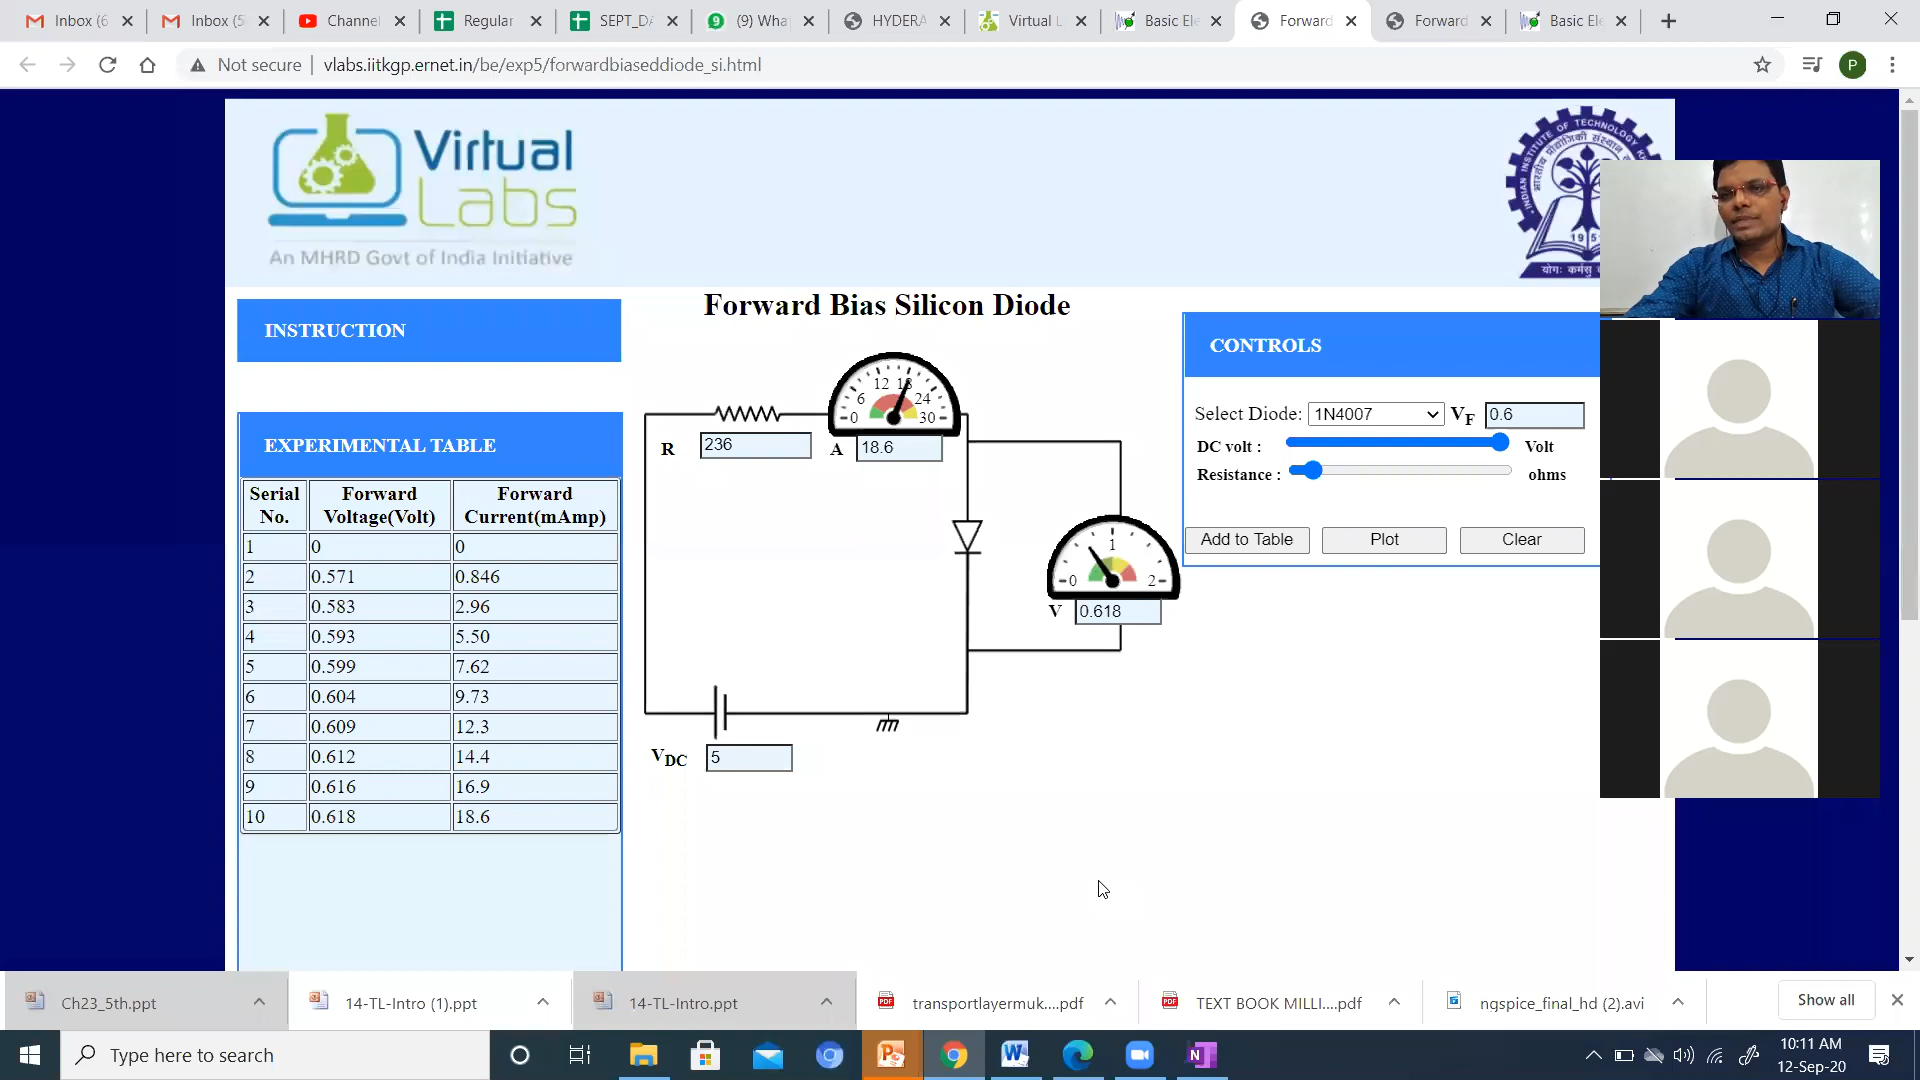 Inbox (6
Inbox (5
Channel
Regular
SEPT_DA
(9) Wha
HYDERA
Virtual L
Basic Ele
Forward
Forward
Basic Ele
Not secure | vlabs.iitkgp.ernet.in/be/exp5/forwardbiaseddiode_si.html
P
Virtual
Labs
An MHRD Govt of India Initiative
Forward Bias Silicon Diode
INSTRUCTION
EXPERIMENTAL TABLE
Serial No. Forward Voltage(Volt) Forward Current(mAmp)
1 0 0
2 0.571 0.846
3 0.583 2.96
4 0.593 5.50
5 0.599 7.62
6 0.604 9.73
7 0.609 12.3
8 0.612 14.4
9 0.616 16.9
10 0.618 18.6
0 6 12 18 24 30
R 236 A 18.6
0 1 2
V 0.618
VDC 5
CONTROLS
Select Diode: 1N4007 VF 0.6
DC volt : Volt
Resistance : ohms
Add to Table Plot Clear
Ch23_5th.ppt
14-TL-Intro (1).ppt
14-TL-Intro.ppt
transportlayermuk....pdf
TEXT BOOK MILLI....pdf
ngspice_final_hd (2).avi
Show all
Type here to search
10:11 AM
12-Sep-20